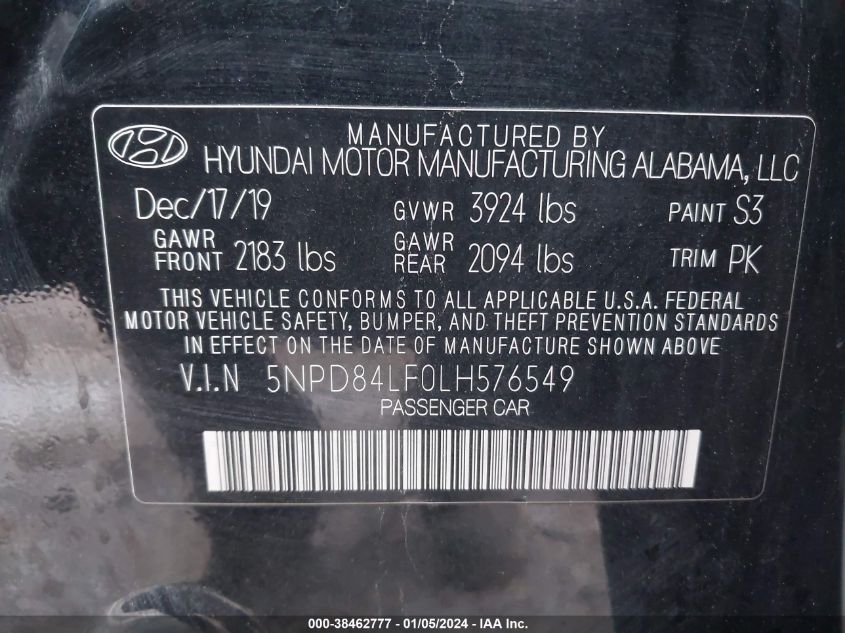 MANUFACTURED BY
HYUNDAI MOTOR MANUFACTURING ALABAMA, LLC
Dec/17/19 GVWR 3924 lbs PAINT S3
GAWR FRONT 2183 lbs GAWR REAR 2094 lbs TRIM PK
THIS VEHICLE CONFORMS TO ALL APPLICABLE U.S.A. FEDERAL
MOTOR VEHICLE SAFETY, BUMPER, AND THEFT PREVENTION STANDARDS
IN EFFECT ON THE DATE OF MANUFACTURE SHOWN ABOVE
V.I.N 5NPD84LF0LH576549
PASSENGER CAR
000-38462777 - 01/05/2024 - IAA Inc.